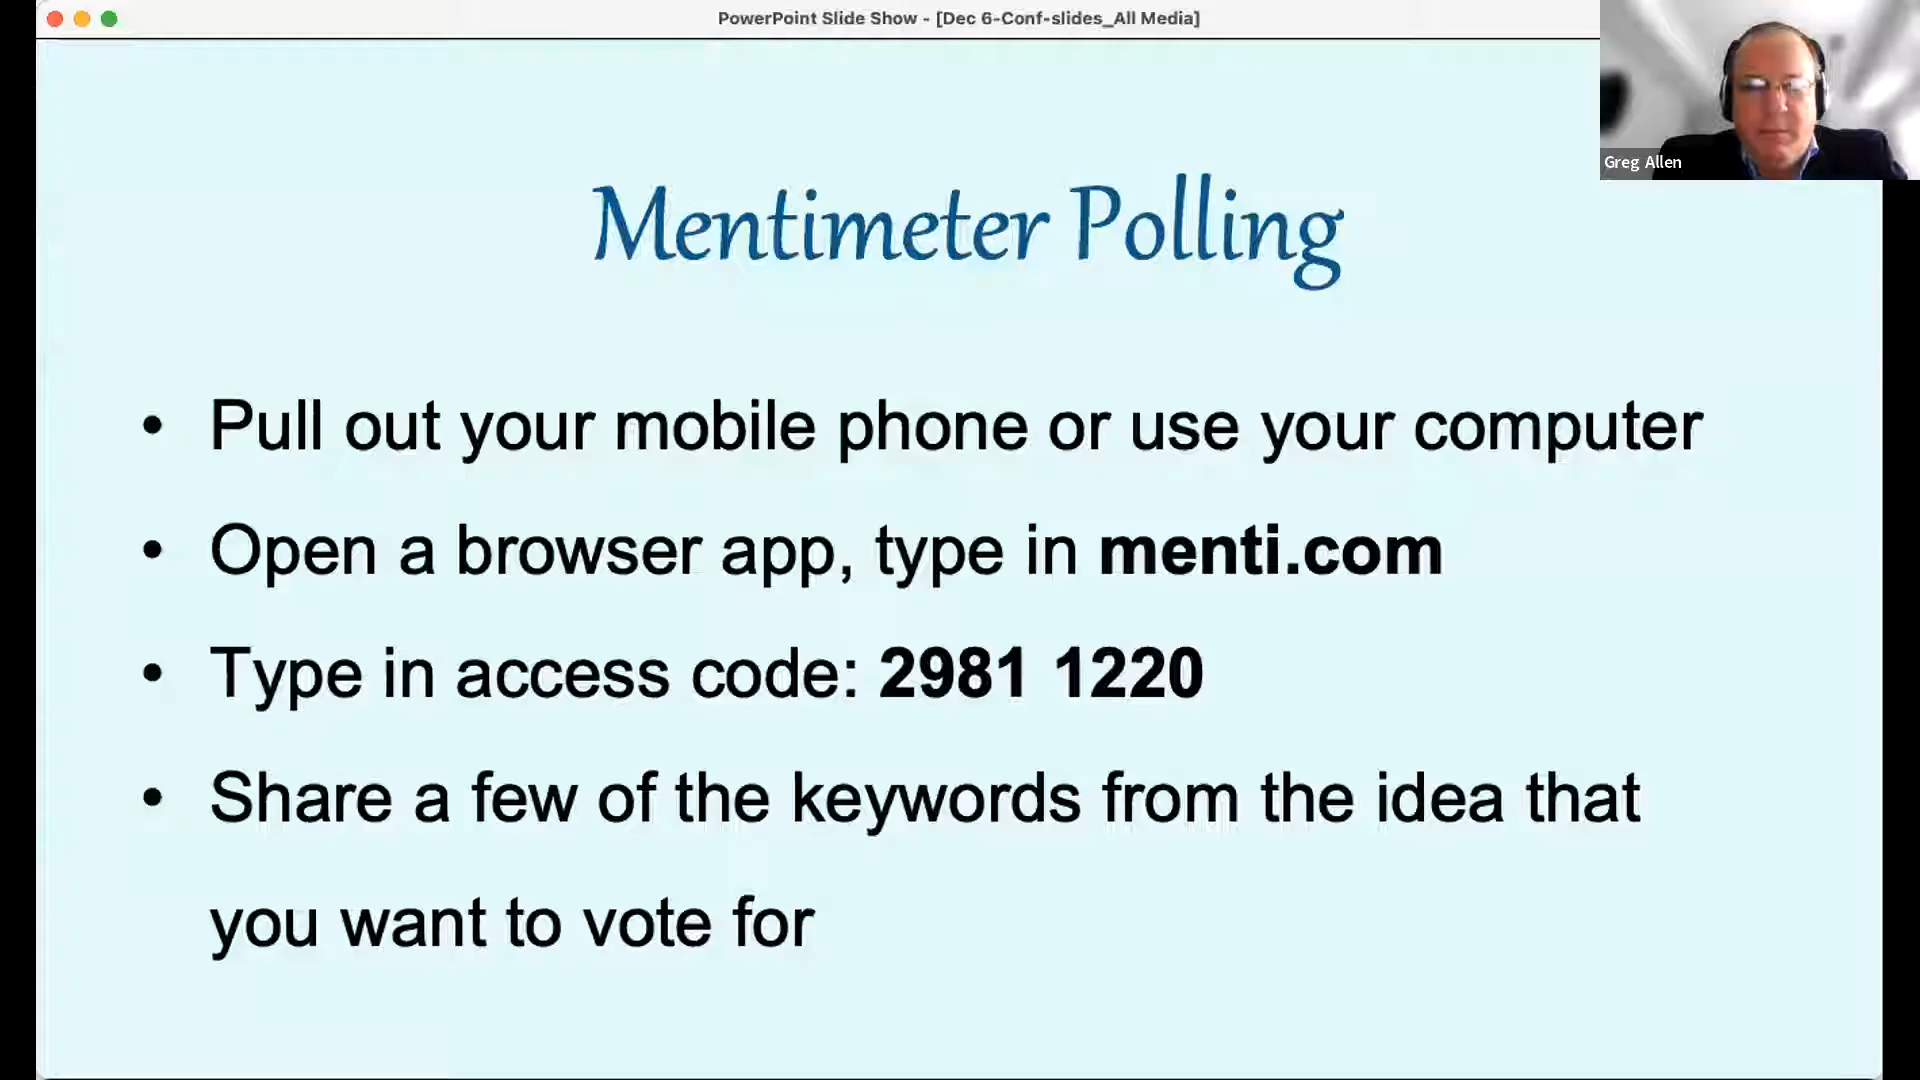 PowerPoint Slide Show - [Dec 6-Conf-slides_All Media]
Greg Allen
Mentimeter Polling
• Pull out your mobile phone or use your computer
• Open a browser app, type in menti.com
• Type in access code: 2981 1220
• Share a few of the keywords from the idea that
you want to vote for